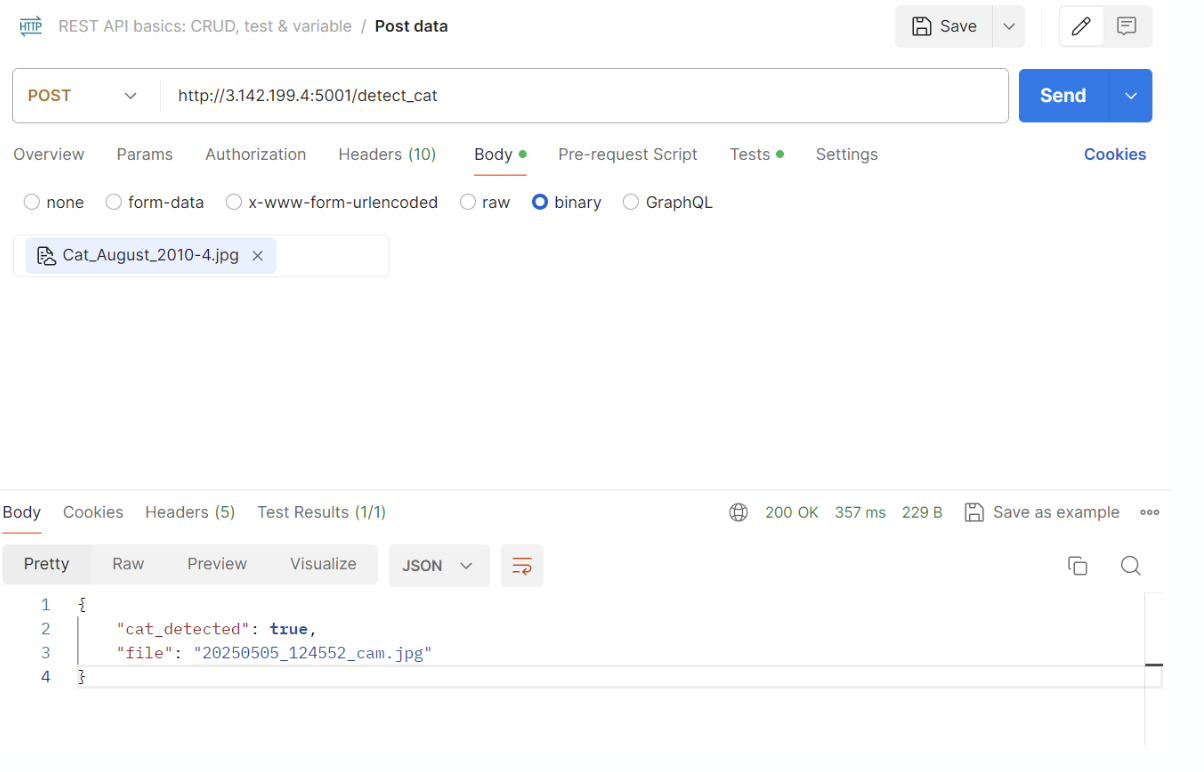 HTTP REST API basics: CRUD, test & variable / Post data Save
POST http://3.142.199.4:5001/detect_cat Send
Overview Params Authorization Headers (10) Body Pre-request Script Tests Settings Cookies
none form-data x-www-form-urlencoded raw binary GraphQL
Cat_August_2010-4.jpg
Body Cookies Headers (5) Test Results (1/1) 200 OK 357 ms 229 B Save as example
Pretty Raw Preview Visualize JSON
1 {
2 "cat_detected": true,
3 "file": "20250505_124552_cam.jpg"
4 }